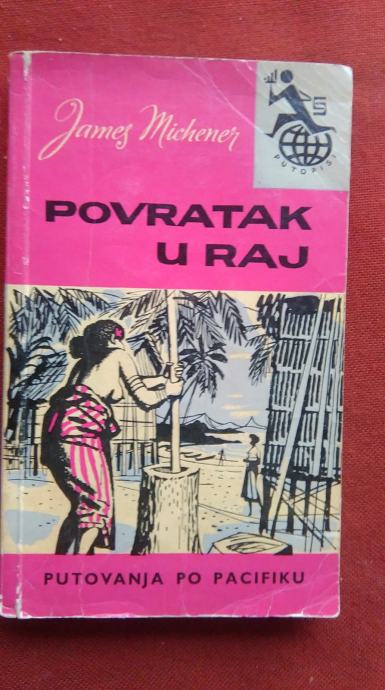 James Michener
PUTOPISI
POVRATAK
U RAJ
PUTOVANJA PO PACIFIKU